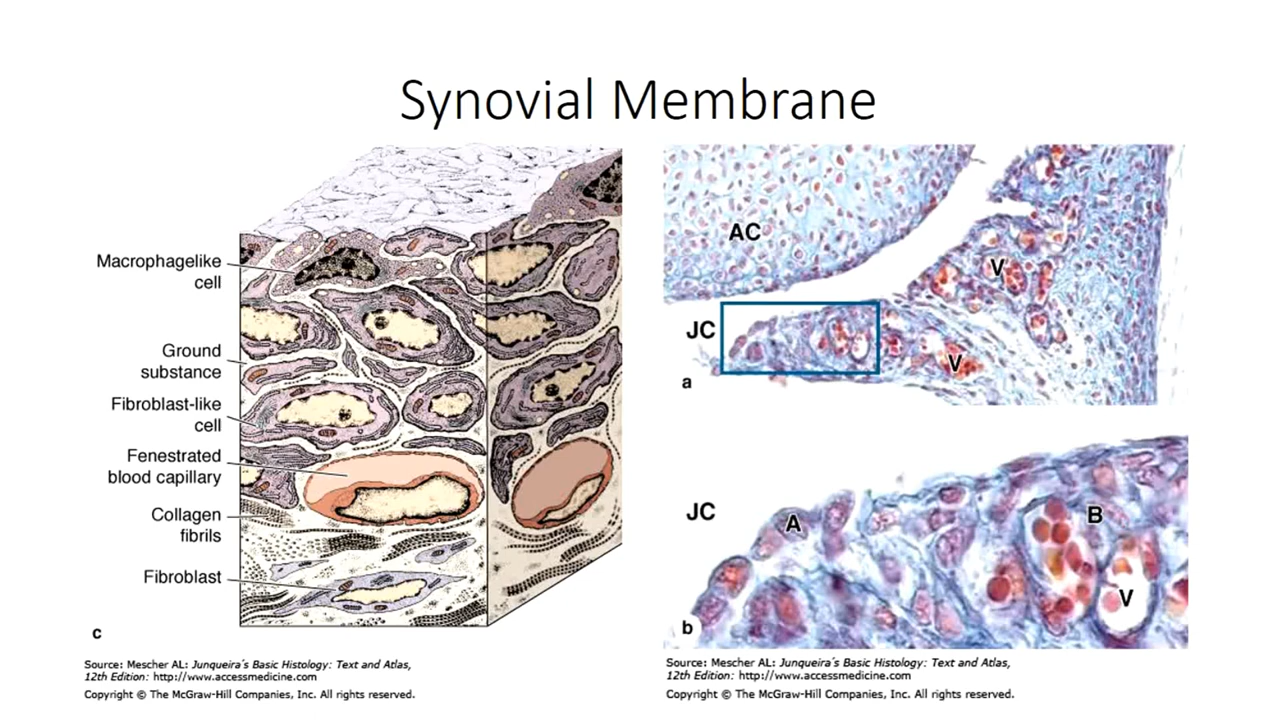 Synovial Membrane
Macrophagelike
cell
Ground
substance
Fibroblast-like
cell
Fenestrated
blood capillary
Collagen
fibrils
Fibroblast
c
Source: Mescher AL: Junqueira´s Basic Histology: Text and Atlas,
12th Edition: http://www.accessmedicine.com
Copyright © The McGraw-Hill Companies, Inc. All rights reserved.
AC
V
JC
V
a
JC
A
B
V
b
Source: Mescher AL: Junqueira´s Basic Histology: Text and Atlas,
12th Edition: http://www.accessmedicine.com
Copyright © The McGraw-Hill Companies, Inc. All rights reserved.